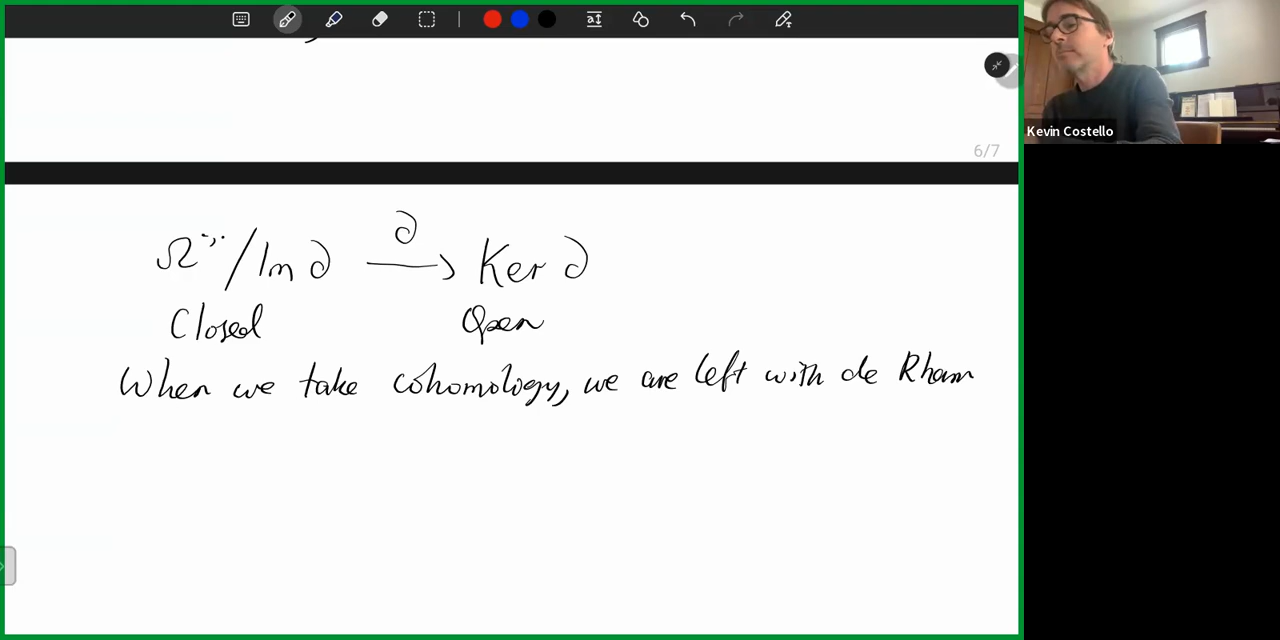 Kevin Costello
6/7
∂
Ω^{·,·}/Im ∂ ⟶ Ker ∂
Closed Open
When we take cohomology, we are left with de Rham